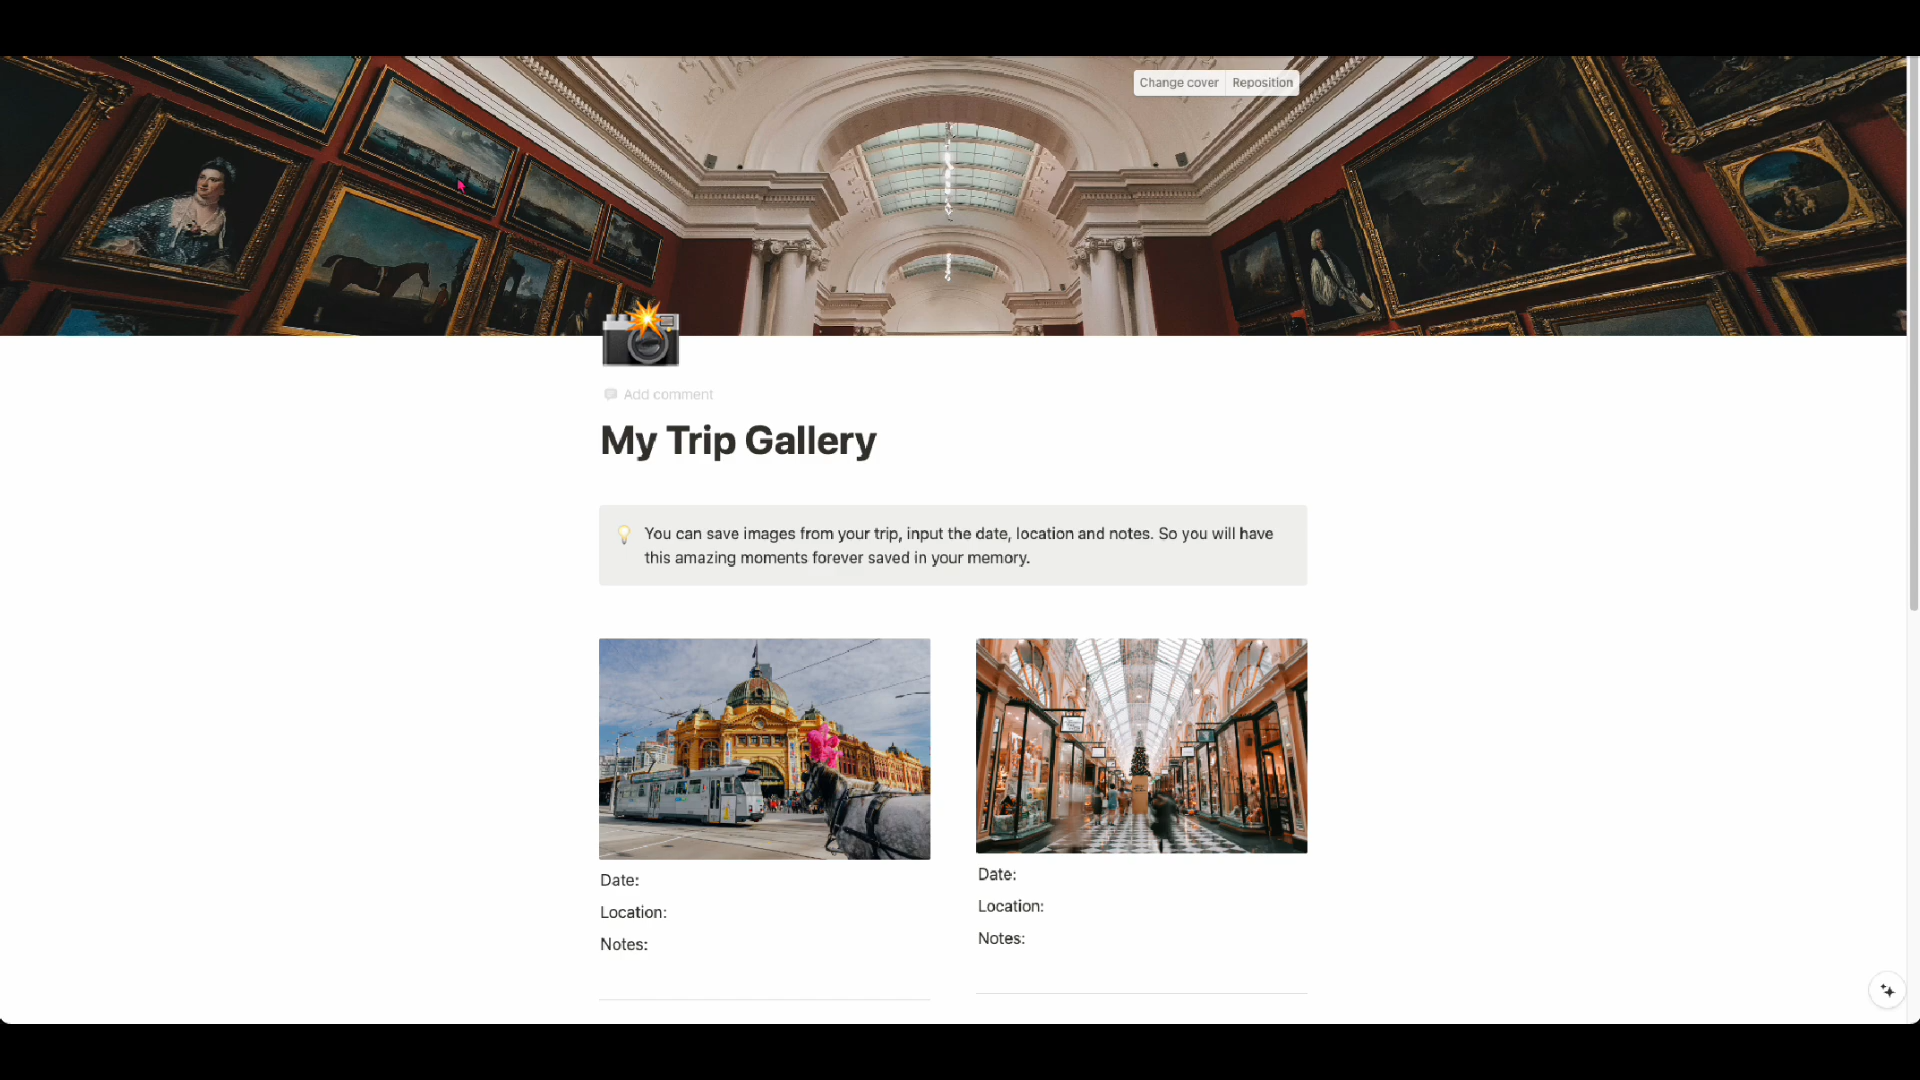 Change cover Reposition
Add comment
My Trip Gallery
You can save images from your trip, input the date, location and notes. So you will have
this amazing moments forever saved in your memory.
Date:
Location:
Notes:
Date:
Location:
Notes: